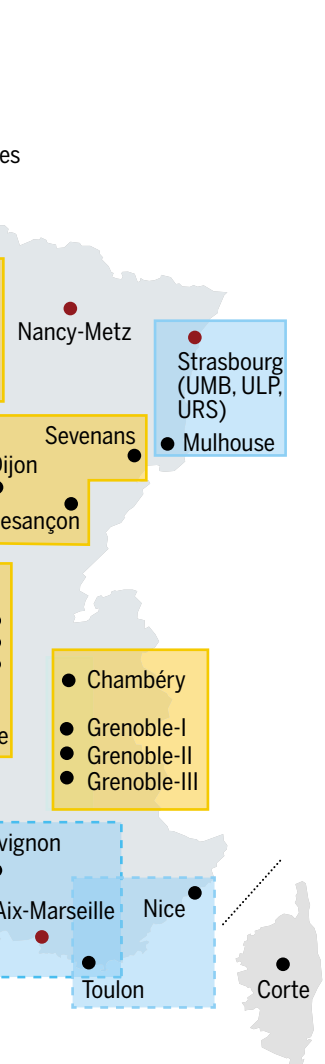 es
Nancy-Metz
Strasbourg
(UMB, ULP,
URS)
Mulhouse
Sevenans
Dijon
esançon
Chambéry
Grenoble-I
Grenoble-II
Grenoble-III
e
vignon
Aix-Marseille
Nice
Toulon
Corte